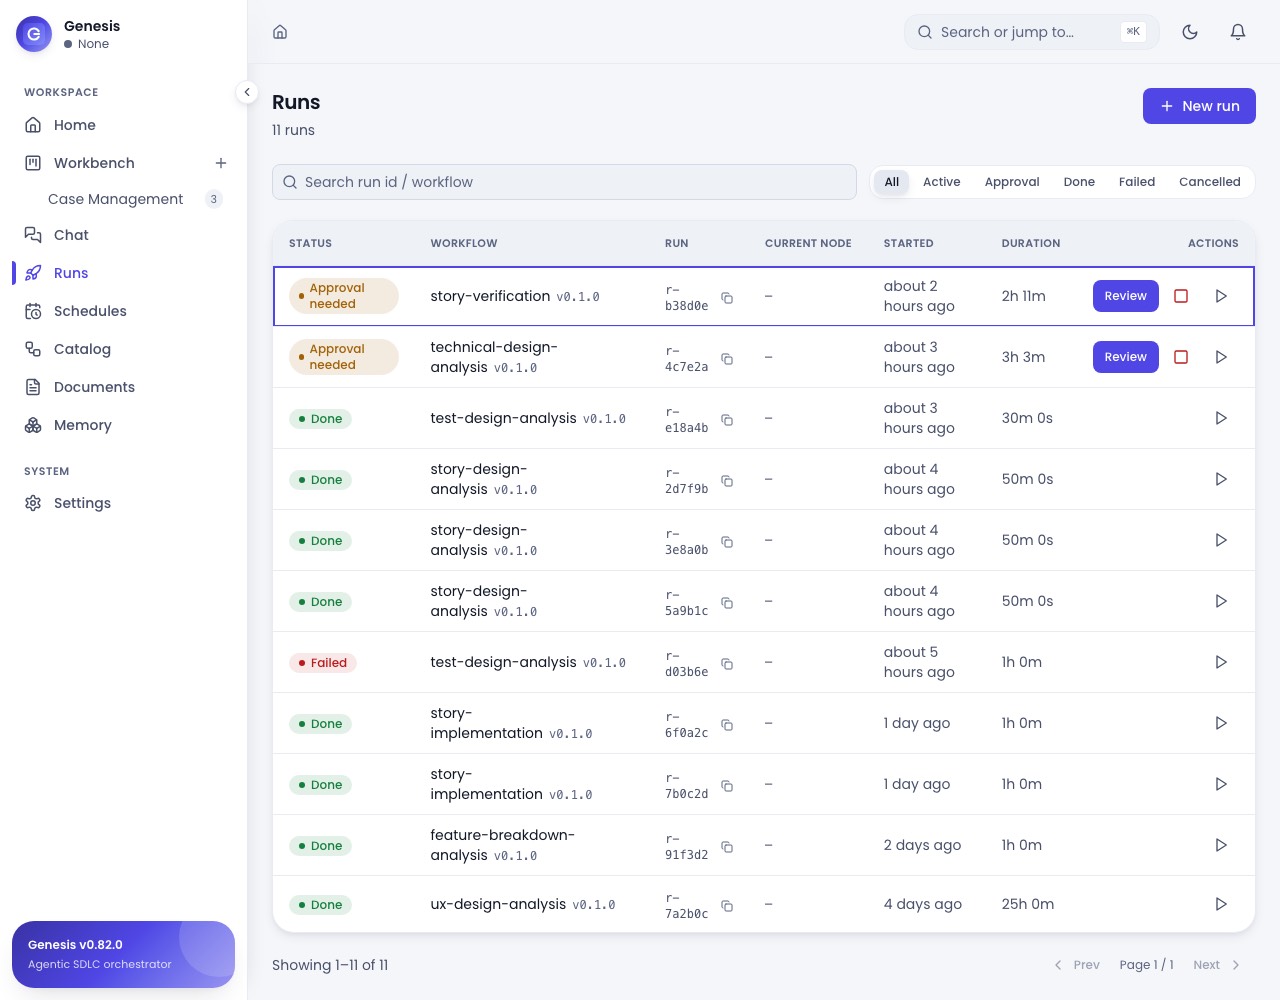 Genesis
None
WORKSPACE
Home
Workbench
Case Management 3
Chat
Runs
Schedules
Catalog
Documents
Memory
SYSTEM
Settings
Genesis v0.82.0
Agentic SDLC orchestrator
Search or jump to... ⌘K
Runs
11 runs
New run
Search run id / workflow
All Active Approval Done Failed Cancelled
STATUS WORKFLOW RUN CURRENT NODE STARTED DURATION ACTIONS
Approval needed story-verification v0.1.0 r-b38d0e – about 2 hours ago 2h 11m Review
Approval needed technical-design-analysis v0.1.0 r-4c7e2a – about 3 hours ago 3h 3m Review
Done test-design-analysis v0.1.0 r-e18a4b – about 3 hours ago 30m 0s
Done story-design-analysis v0.1.0 r-2d7f9b – about 4 hours ago 50m 0s
Done story-design-analysis v0.1.0 r-3e8a0b – about 4 hours ago 50m 0s
Done story-design-analysis v0.1.0 r-5a9b1c – about 4 hours ago 50m 0s
Failed test-design-analysis v0.1.0 r-d03b6e – about 5 hours ago 1h 0m
Done story-implementation v0.1.0 r-6f0a2c – 1 day ago 1h 0m
Done story-implementation v0.1.0 r-7b0c2d – 1 day ago 1h 0m
Done feature-breakdown-analysis v0.1.0 r-91f3d2 – 2 days ago 1h 0m
Done ux-design-analysis v0.1.0 r-7a2b0c – 4 days ago 25h 0m
Showing 1–11 of 11
Prev Page 1 / 1 Next